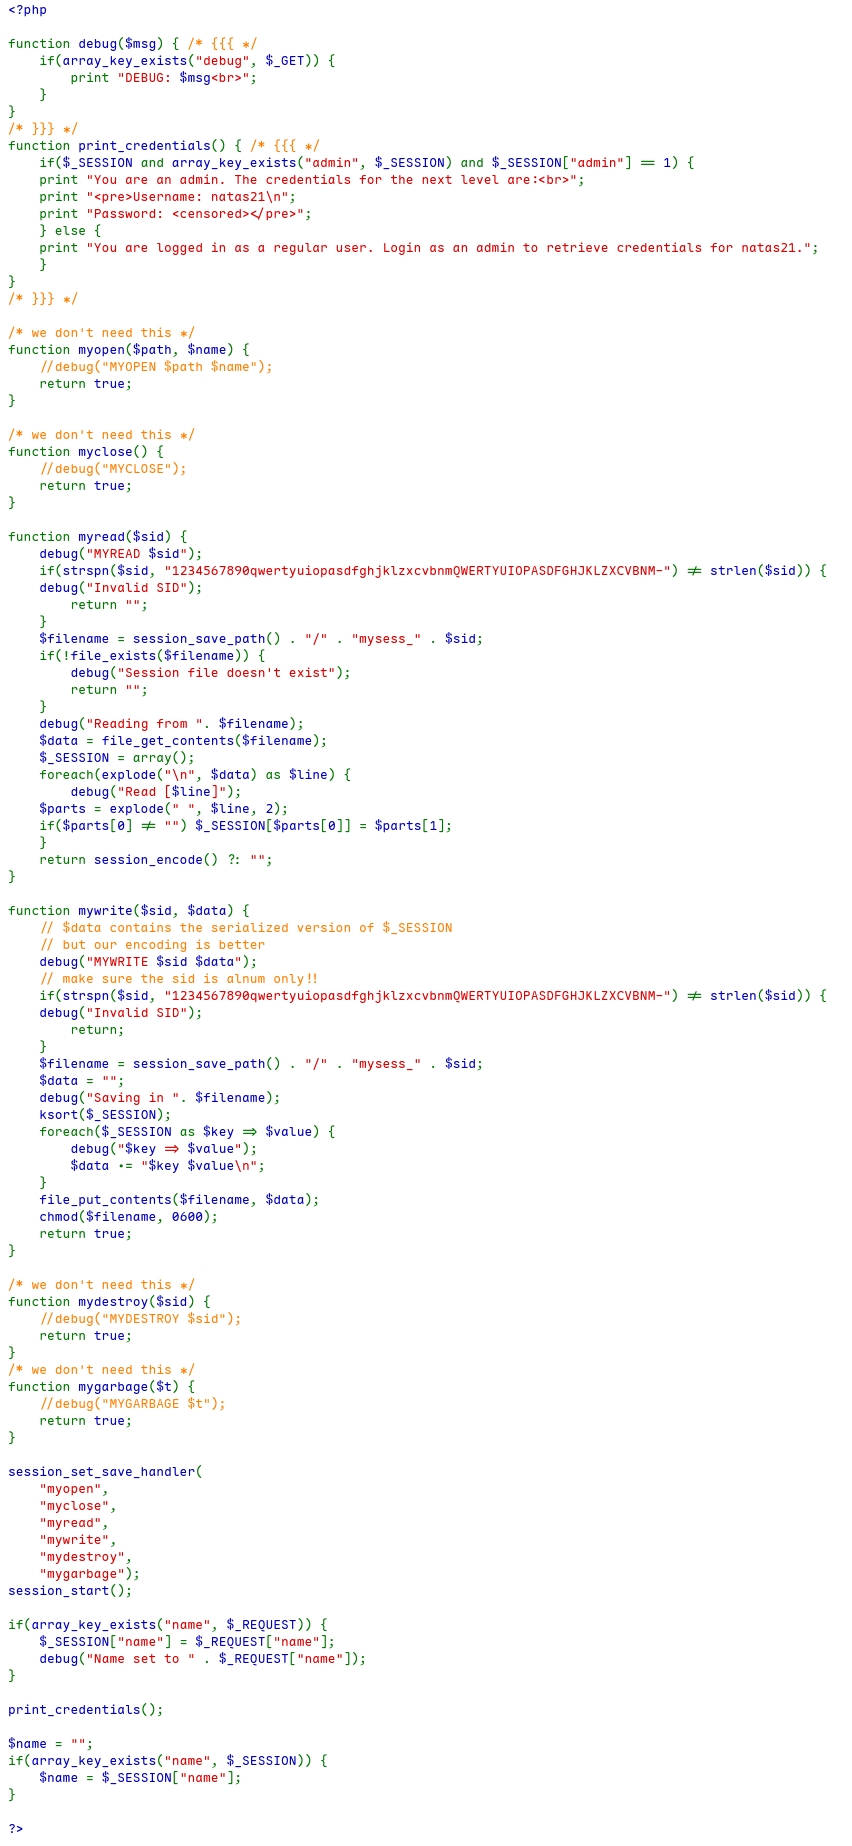 <?php

function debug($msg) { /* {{{ */
    if(array_key_exists("debug", $_GET)) {
        print "DEBUG: $msg<br>";
    }
}
/* }}} */
function print_credentials() { /* {{{ */
    if($_SESSION and array_key_exists("admin", $_SESSION) and $_SESSION["admin"] == 1) {
    print "You are an admin. The credentials for the next level are:<br>";
    print "<pre>Username: natas21\n";
    print "Password: <censored></pre>";
    } else {
    print "You are logged in as a regular user. Login as an admin to retrieve credentials for natas21.";
    }
}
/* }}} */

/* we don't need this */
function myopen($path, $name) {
    //debug("MYOPEN $path $name");
    return true;
}

/* we don't need this */
function myclose() {
    //debug("MYCLOSE");
    return true;
}

function myread($sid) {
    debug("MYREAD $sid");
    if(strspn($sid, "1234567890qwertyuiopasdfghjklzxcvbnmQWERTYUIOPASDFGHJKLZXCVBNM-") != strlen($sid)) {
    debug("Invalid SID");
        return "";
    }
    $filename = session_save_path() . "/" . "mysess_" . $sid;
    if(!file_exists($filename)) {
        debug("Session file doesn't exist");
        return "";
    }
    debug("Reading from ". $filename);
    $data = file_get_contents($filename);
    $_SESSION = array();
    foreach(explode("\n", $data) as $line) {
        debug("Read [$line]");
    $parts = explode(" ", $line, 2);
    if($parts[0] != "") $_SESSION[$parts[0]] = $parts[1];
    }
    return session_encode() ?: "";
}

function mywrite($sid, $data) {
    // $data contains the serialized version of $_SESSION
    // but our encoding is better
    debug("MYWRITE $sid $data");
    // make sure the sid is alnum only!!
    if(strspn($sid, "1234567890qwertyuiopasdfghjklzxcvbnmQWERTYUIOPASDFGHJKLZXCVBNM-") != strlen($sid)) {
    debug("Invalid SID");
        return;
    }
    $filename = session_save_path() . "/" . "mysess_" . $sid;
    $data = "";
    debug("Saving in ". $filename);
    ksort($_SESSION);
    foreach($_SESSION as $key => $value) {
        debug("$key => $value");
        $data .= "$key $value\n";
    }
    file_put_contents($filename, $data);
    chmod($filename, 0600);
    return true;
}

/* we don't need this */
function mydestroy($sid) {
    //debug("MYDESTROY $sid");
    return true;
}
/* we don't need this */
function mygarbage($t) {
    //debug("MYGARBAGE $t");
    return true;
}

session_set_save_handler(
    "myopen",
    "myclose",
    "myread",
    "mywrite",
    "mydestroy",
    "mygarbage");
session_start();

if(array_key_exists("name", $_REQUEST)) {
    $_SESSION["name"] = $_REQUEST["name"];
    debug("Name set to " . $_REQUEST["name"]);
}

print_credentials();

$name = "";
if(array_key_exists("name", $_SESSION)) {
    $name = $_SESSION["name"];
}

?>